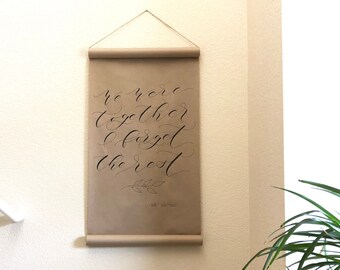 we were
together
I forget
the rest